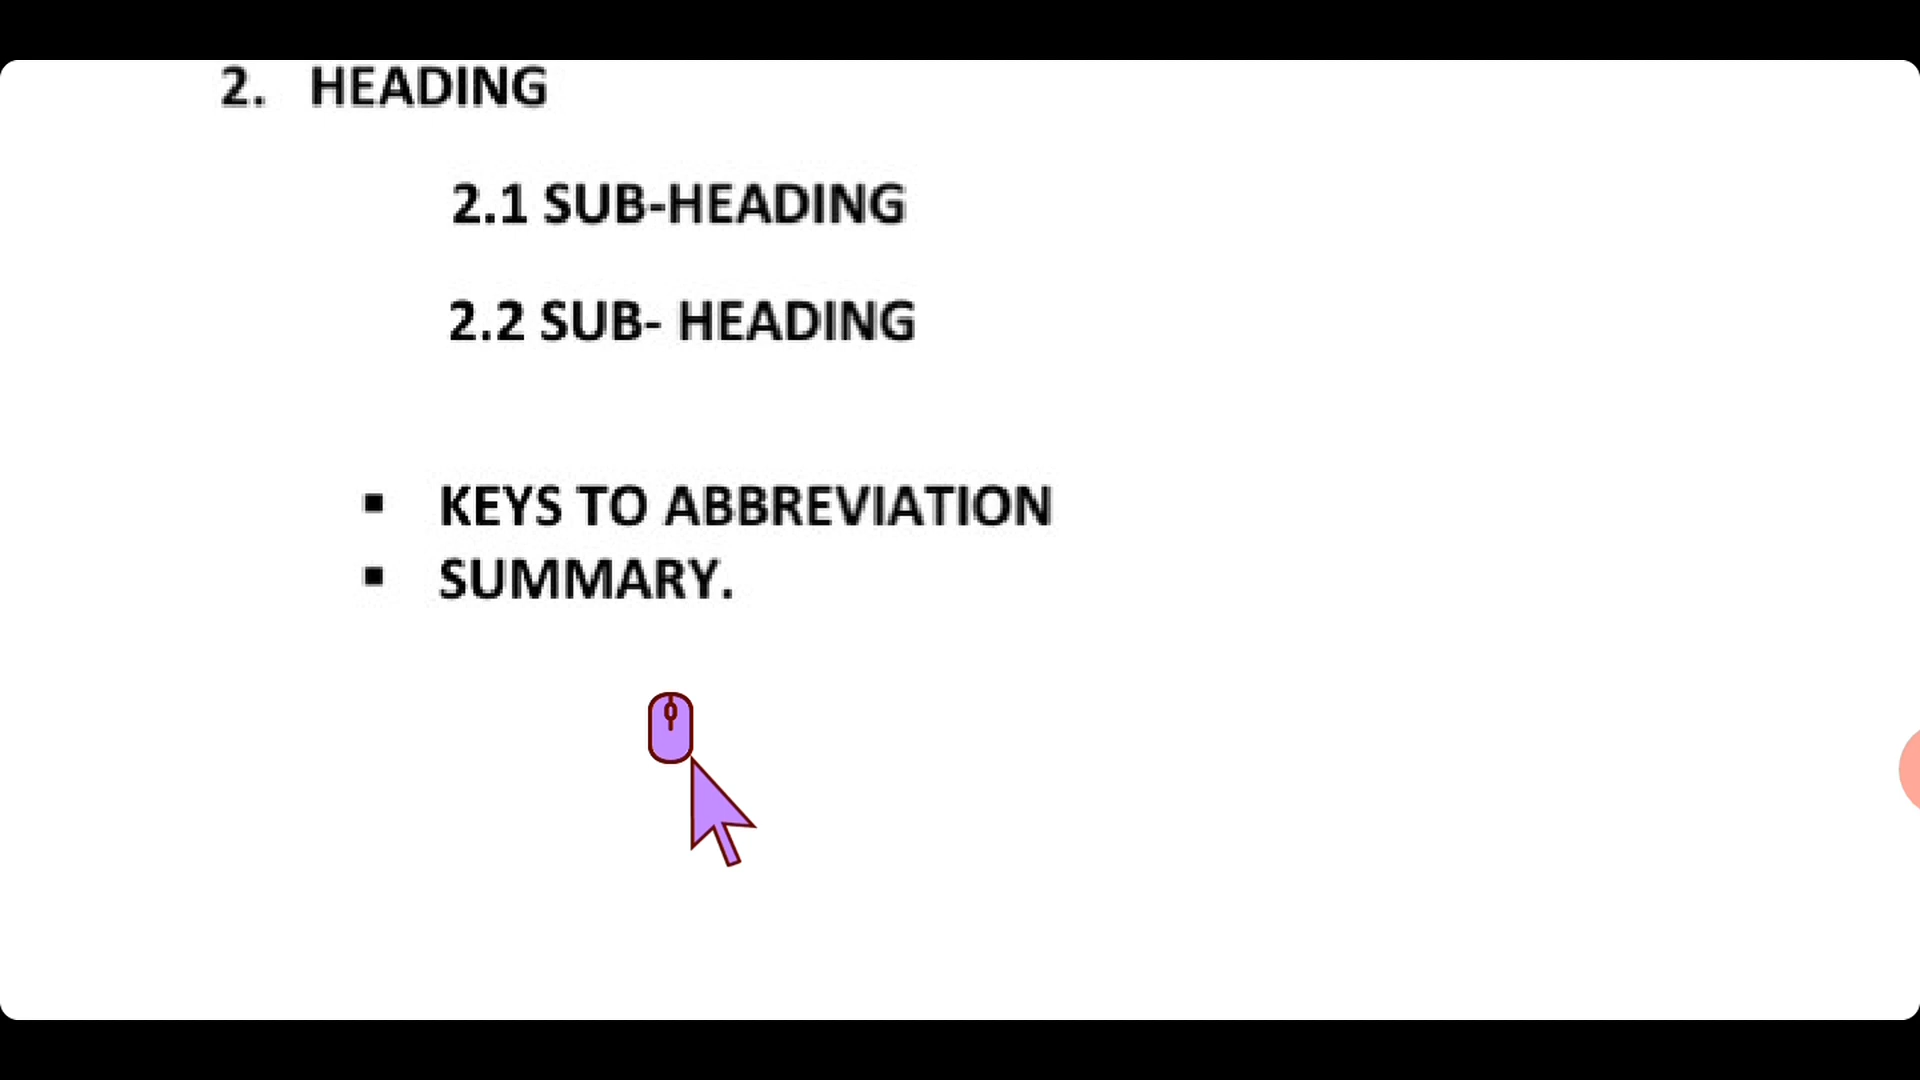 2. HEADING
2.1 SUB-HEADING
2.2 SUB- HEADING
▪ KEYS TO ABBREVIATION
▪ SUMMARY.